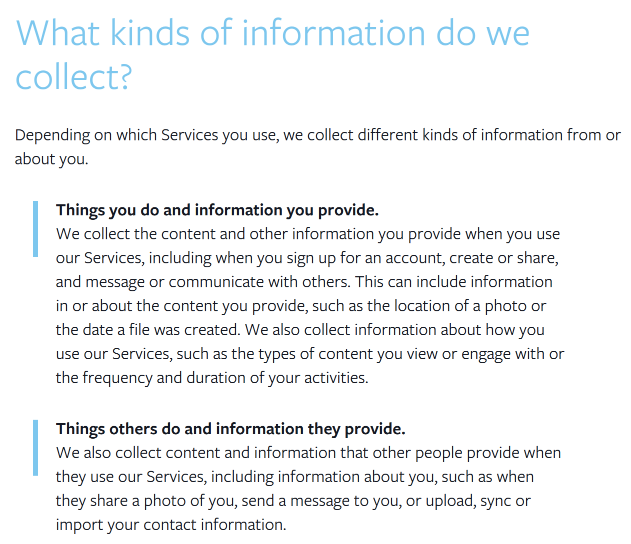 What kinds of information do we
collect?
Depending on which Services you use, we collect different kinds of information from or
about you.
Things you do and information you provide.
We collect the content and other information you provide when you use
our Services, including when you sign up for an account, create or share,
and message or communicate with others. This can include information
in or about the content you provide, such as the location of a photo or
the date a file was created. We also collect information about how you
use our Services, such as the types of content you view or engage with or
the frequency and duration of your activities.
Things others do and information they provide.
We also collect content and information that other people provide when
they use our Services, including information about you, such as when
they share a photo of you, send a message to you, or upload, sync or
import your contact information.